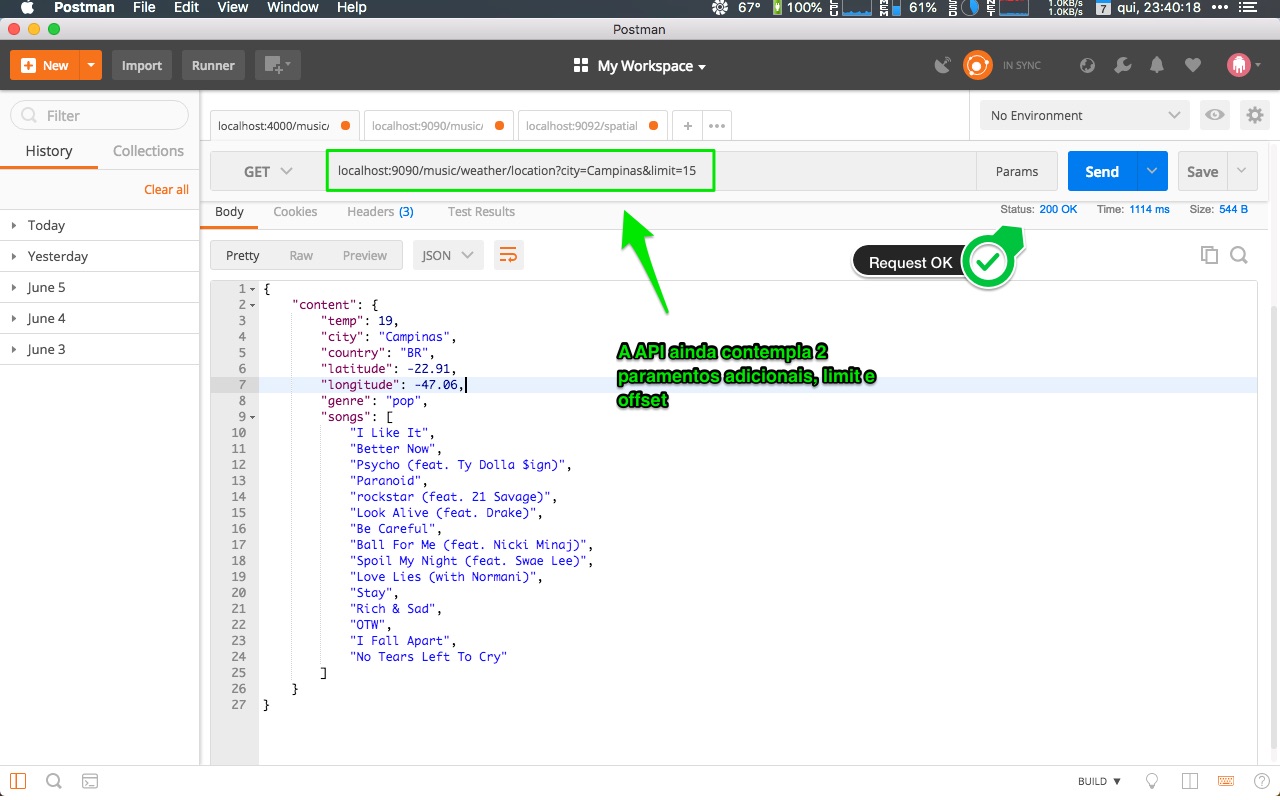 Postman File Edit View Window Help 67° 100% 61% 1.0KB/s 1.0KB/s 7 qui, 23:40:18
Postman
New Import Runner My Workspace IN SYNC
Filter
History Collections
Clear all
Today
Yesterday
June 5
June 4
June 3
localhost:4000/music/ localhost:9090/music/ localhost:9092/spatial + ••• No Environment
GET localhost:9090/music/weather/location?city=Campinas&limit=15 Params Send Save
Body Cookies Headers (3) Test Results Status: 200 OK Time: 1114 ms Size: 544 B
Pretty Raw Preview JSON
Request OK
A API ainda contempla 2
paramentos adicionais, limit e
offset
1 {
2 "content": {
3 "temp": 19,
4 "city": "Campinas",
5 "country": "BR",
6 "latitude": -22.91,
7 "longitude": -47.06,
8 "genre": "pop",
9 "songs": [
10 "I Like It",
11 "Better Now",
12 "Psycho (feat. Ty Dolla $ign)",
13 "Paranoid",
14 "rockstar (feat. 21 Savage)",
15 "Look Alive (feat. Drake)",
16 "Be Careful",
17 "Ball For Me (feat. Nicki Minaj)",
18 "Spoil My Night (feat. Swae Lee)",
19 "Love Lies (with Normani)",
20 "Stay",
21 "Rich & Sad",
22 "OTW",
23 "I Fall Apart",
24 "No Tears Left To Cry"
25 ]
26 }
27 }
BUILD